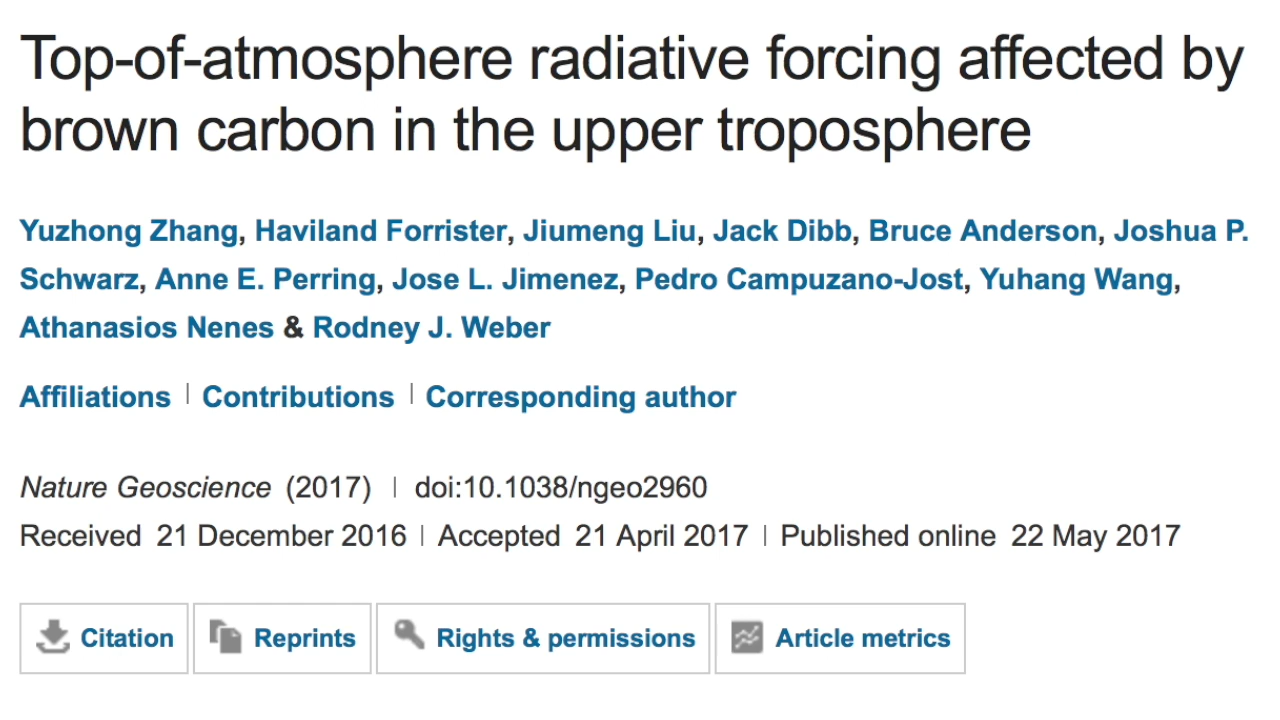 Top-of-atmosphere radiative forcing affected by
brown carbon in the upper troposphere
Yuzhong Zhang, Haviland Forrister, Jiumeng Liu, Jack Dibb, Bruce Anderson, Joshua P.
Schwarz, Anne E. Perring, Jose L. Jimenez, Pedro Campuzano-Jost, Yuhang Wang,
Athanasios Nenes & Rodney J. Weber
Affiliations | Contributions | Corresponding author
Nature Geoscience (2017) | doi:10.1038/ngeo2960
Received 21 December 2016 | Accepted 21 April 2017 | Published online 22 May 2017
Citation Reprints Rights & permissions Article metrics